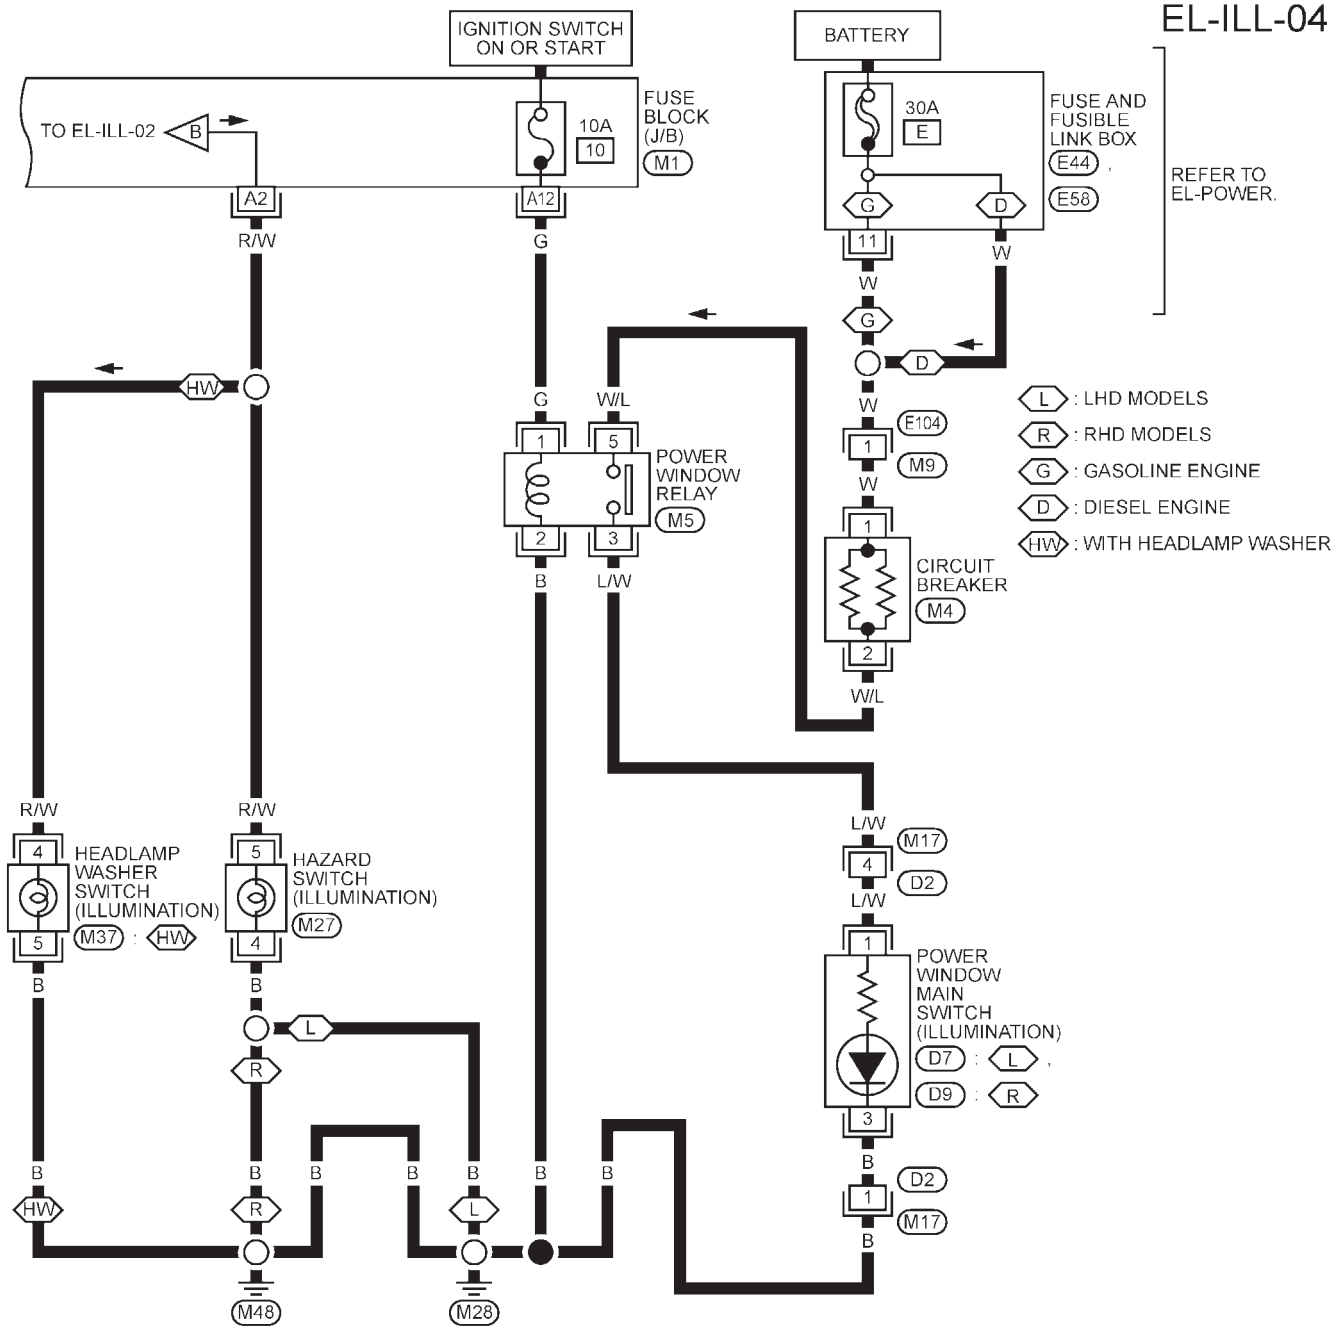 EL-ILL-04
IGNITION SWITCH
ON OR START
BATTERY
TO EL-ILL-02
B
10A
10
FUSE
BLOCK
(J/B)
M1
30A
E
FUSE AND
FUSIBLE
LINK BOX
E44 ,
E58
REFER TO
EL-POWER.
A2
A12
G
D
11
R/W
G
W
W
G
D
HW
G
W/L
W
E104
1
M9
W
L : LHD MODELS
R : RHD MODELS
G : GASOLINE ENGINE
D : DIESEL ENGINE
HW : WITH HEADLAMP WASHER
1
5
POWER
WINDOW
RELAY
M5
2
3
B
L/W
1
CIRCUIT
BREAKER
M4
2
W/L
R/W
R/W
L/W
M17
4
D2
L/W
4
HEADLAMP
WASHER
SWITCH
(ILLUMINATION)
M37 : HW
5
B
5
HAZARD
SWITCH
(ILLUMINATION)
M27
4
B
1
POWER
WINDOW
MAIN
SWITCH
(ILLUMINATION)
D7 : L ,
D9 : R
3
L
R
B
D2
1
M17
B
B
B
B
B
B
B
B
HW
R
L
M48
M28